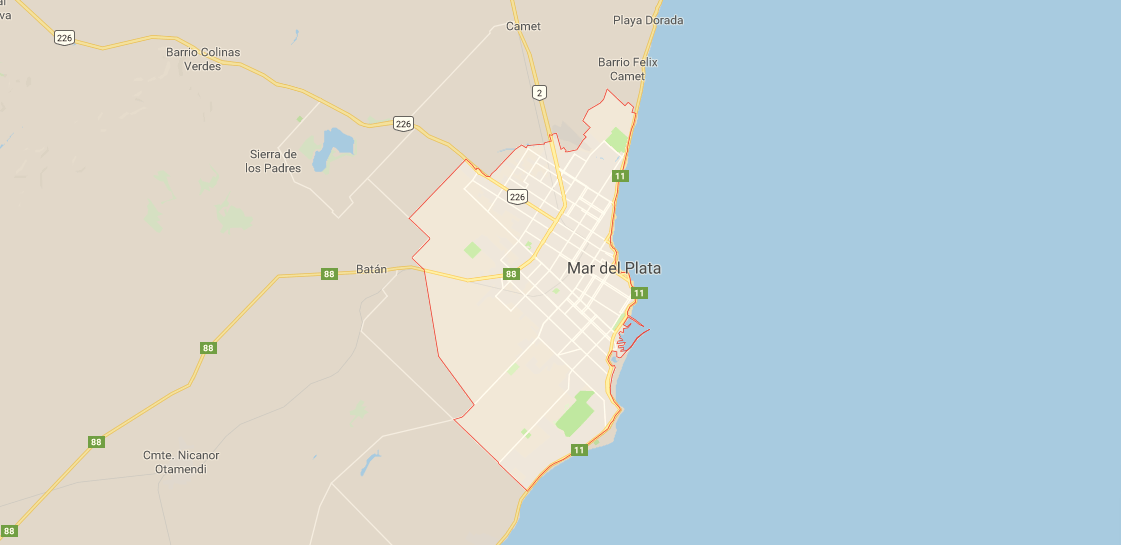 al
va
226
Camet
Playa Dorada
Barrio Colinas
Verdes
Barrio Felix
Camet
2
226
Sierra de
los Padres
11
226
Mar del Plata
Batán
88
88
11
88
88
11
Cmte. Nicanor
Otamendi
88